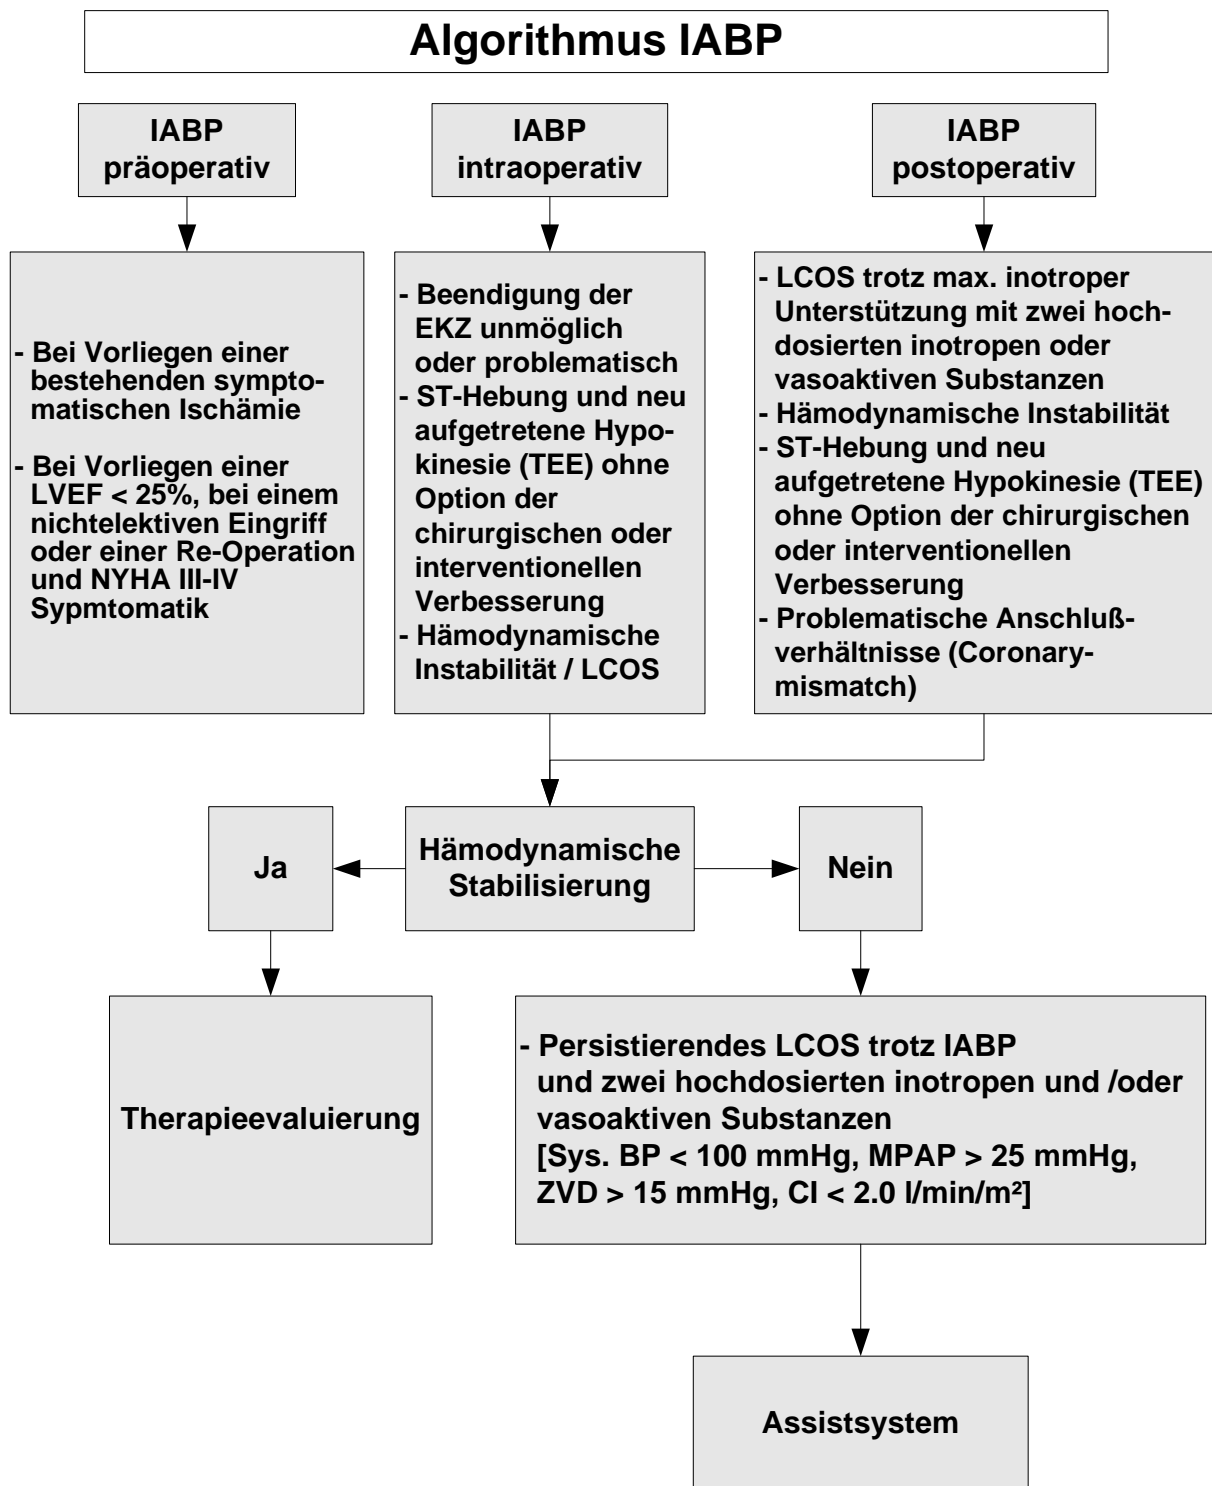 Algorithmus IABP
IABP
präoperativ
IABP
intraoperativ
IABP
postoperativ
- Bei Vorliegen einer
bestehenden sympto-
matischen Ischämie
- Bei Vorliegen einer
LVEF < 25%, bei einem
nichtelektiven Eingriff
oder einer Re-Operation
und NYHA III-IV
Sypmtomatik
- Beendigung der
EKZ unmöglich
oder problematisch
- ST-Hebung und neu
aufgetretene Hypo-
kinesie (TEE) ohne
Option der
chirurgischen oder
interventionellen
Verbesserung
- Hämodynamische
Instabilität / LCOS
- LCOS trotz max. inotroper
Unterstützung mit zwei hoch-
dosierten inotropen oder
vasoaktiven Substanzen
- Hämodynamische Instabilität
- ST-Hebung und neu
aufgetretene Hypokinesie (TEE)
ohne Option der chirurgischen
oder interventionellen
Verbesserung
- Problematische Anschluß-
verhältnisse (Coronary-
mismatch)
Ja
Hämodynamische
Stabilisierung
Nein
Therapieevaluierung
- Persistierendes LCOS trotz IABP
und zwei hochdosierten inotropen und /oder
vasoaktiven Substanzen
[Sys. BP < 100 mmHg, MPAP > 25 mmHg,
ZVD > 15 mmHg, CI < 2.0 l/min/m²]
Assistsystem